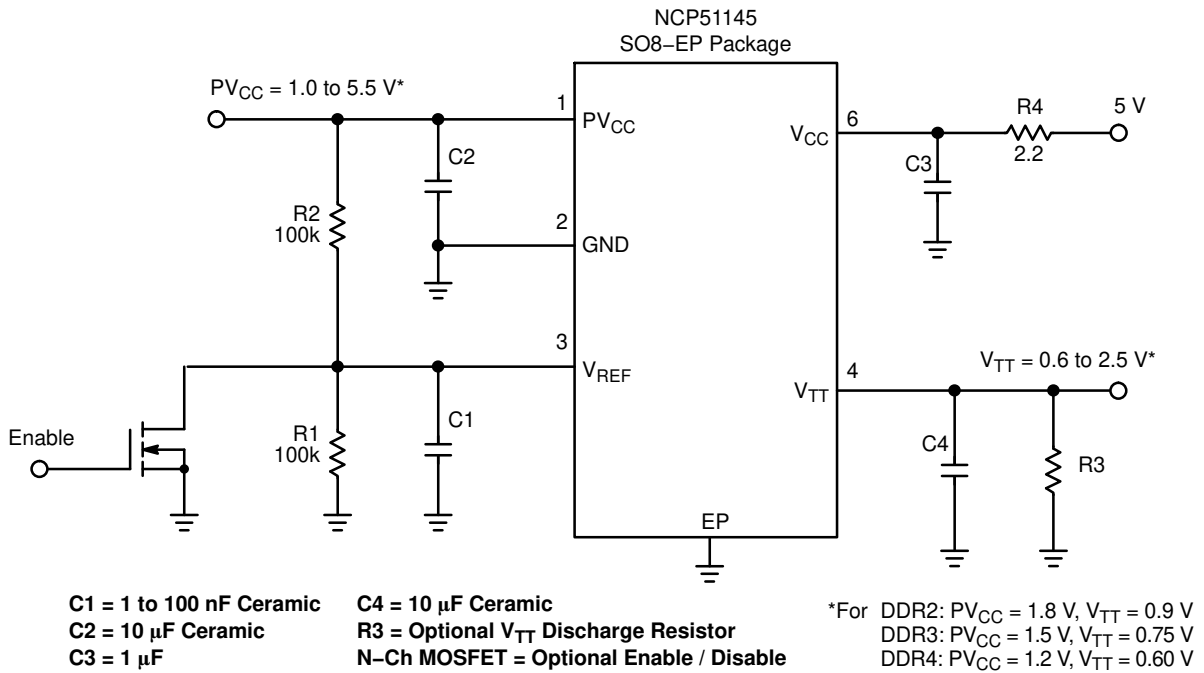 NCP51145
SO8–EP Package
PVCC = 1.0 to 5.5 V*
1
PVCC
C2
R2
100k
2
GND
3
VREF
Enable
R1
100k
C1
VCC
6
C3
R4
2.2
5 V
VTT
4
VTT = 0.6 to 2.5 V*
C4
R3
EP
C1 = 1 to 100 nF Ceramic
C2 = 10 μF Ceramic
C3 = 1 μF
C4 = 10 μF Ceramic
R3 = Optional VTT Discharge Resistor
N–Ch MOSFET = Optional Enable / Disable
*For DDR2: PVCC = 1.8 V, VTT = 0.9 V
DDR3: PVCC = 1.5 V, VTT = 0.75 V
DDR4: PVCC = 1.2 V, VTT = 0.60 V